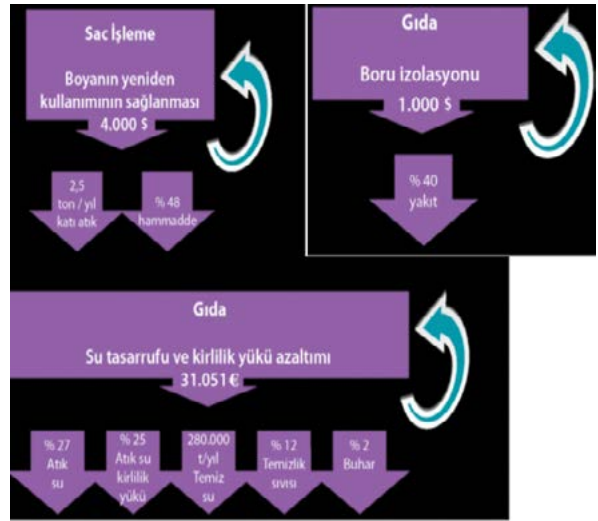 Sac İşleme
Boyanın yeniden
kullanımının sağlanması
4.000 $
2,5
ton / yıl
katı atık
% 48
hammadde
Gıda
Boru izolasyonu
1.000 $
% 40
yakıt
Gıda
Su tasarrufu ve kirlilik yükü azaltımı
31.051 €
% 27
Atık
su
% 25
Atık su
kirlilik
yükü
280.000
t/yıl
Temiz
su
% 12
Temizlik
sıvısı
% 2
Buhar